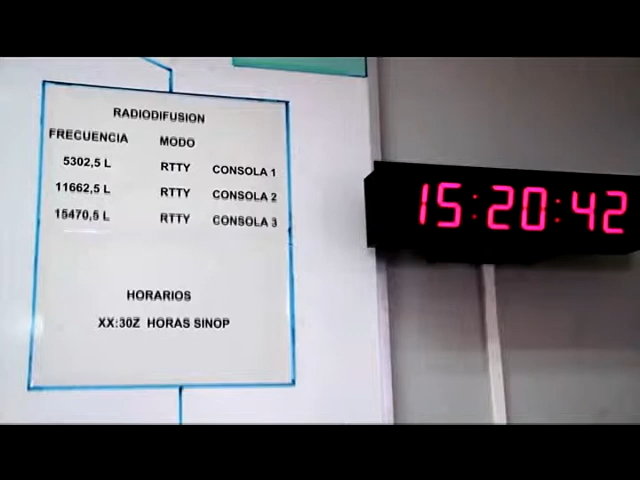 RADIODIFUSION
FRECUENCIA MODO
5302,5 L RTTY CONSOLA 1
11662,5 L RTTY CONSOLA 2
15470,5 L RTTY CONSOLA 3
HORARIOS
XX:30Z HORAS SINOP
15:20:42